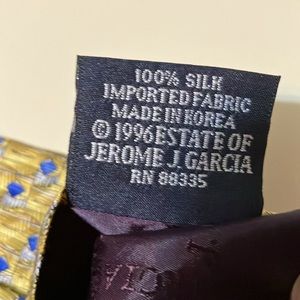 100% SILK
IMPORTED FABRIC
MADE IN KOREA
© 1996 ESTATE OF
JEROME J. GARCIA
RN 88335